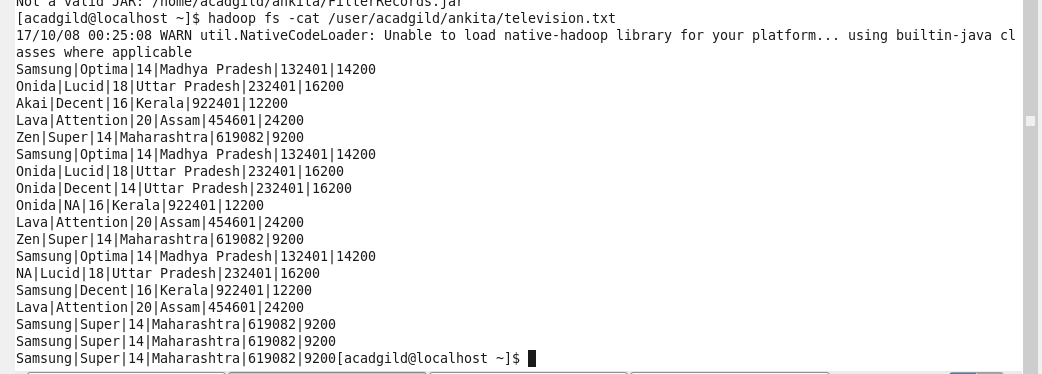 Not a valid JAR: /home/acadgild/ankita/FilterRecords.jar
[acadgild@localhost ~]$ hadoop fs -cat /user/acadgild/ankita/television.txt
17/10/08 00:25:08 WARN util.NativeCodeLoader: Unable to load native-hadoop library for your platform... using builtin-java cl
asses where applicable
Samsung|Optima|14|Madhya Pradesh|132401|14200
Onida|Lucid|18|Uttar Pradesh|232401|16200
Akai|Decent|16|Kerala|922401|12200
Lava|Attention|20|Assam|454601|24200
Zen|Super|14|Maharashtra|619082|9200
Samsung|Optima|14|Madhya Pradesh|132401|14200
Onida|Lucid|18|Uttar Pradesh|232401|16200
Onida|Decent|14|Uttar Pradesh|232401|16200
Onida|NA|16|Kerala|922401|12200
Lava|Attention|20|Assam|454601|24200
Zen|Super|14|Maharashtra|619082|9200
Samsung|Optima|14|Madhya Pradesh|132401|14200
NA|Lucid|18|Uttar Pradesh|232401|16200
Samsung|Decent|16|Kerala|922401|12200
Lava|Attention|20|Assam|454601|24200
Samsung|Super|14|Maharashtra|619082|9200
Samsung|Super|14|Maharashtra|619082|9200
Samsung|Super|14|Maharashtra|619082|9200[acadgild@localhost ~]$